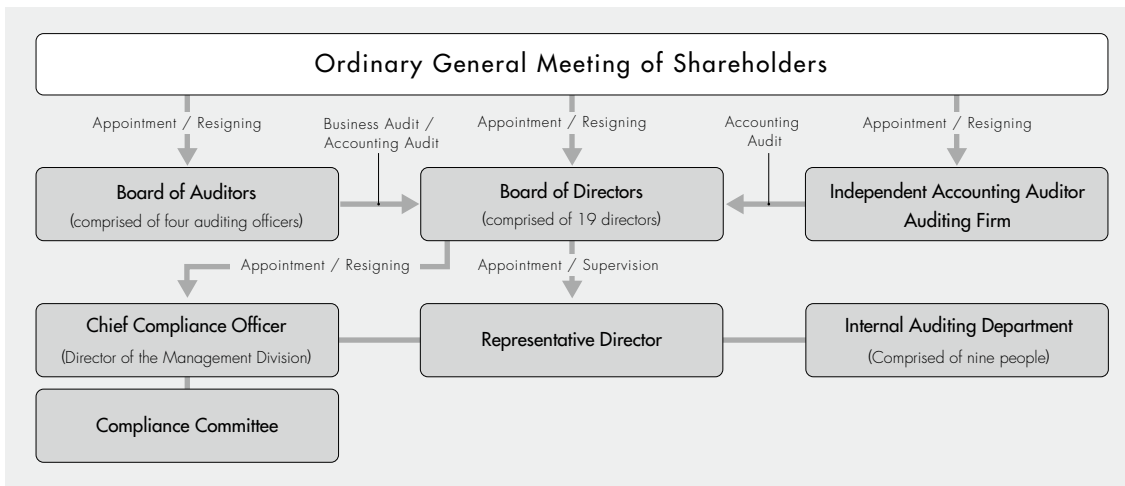 Ordinary General Meeting of Shareholders
Appointment / Resigning
Business Audit /
Accounting Audit
Appointment / Resigning
Accounting
Audit
Appointment / Resigning
Board of Auditors
(comprised of four auditing officers)
Board of Directors
(comprised of 19 directors)
Independent Accounting Auditor
Auditing Firm
Appointment / Resigning
Appointment / Supervision
Chief Compliance Officer
(Director of the Management Division)
Representative Director
Internal Auditing Department
(Comprised of nine people)
Compliance Committee